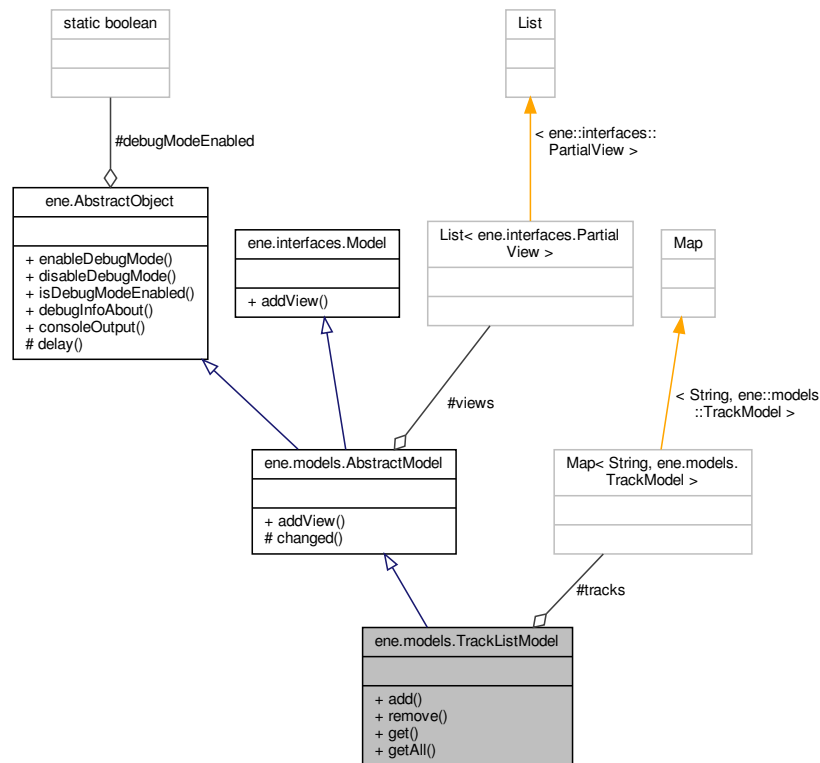 static boolean
List
#debugModeEnabled
< ene::interfaces::
PartialView >
ene.AbstractObject
+ enableDebugMode()
+ disableDebugMode()
+ isDebugModeEnabled()
+ debugInfoAbout()
+ consoleOutput()
# delay()
ene.interfaces.Model
+ addView()
List< ene.interfaces.Partial
View >
Map
#views
< String, ene::models
::TrackModel >
ene.models.AbstractModel
+ addView()
# changed()
Map< String, ene.models.
TrackModel >
#tracks
ene.models.TrackListModel
+ add()
+ remove()
+ get()
+ getAll()